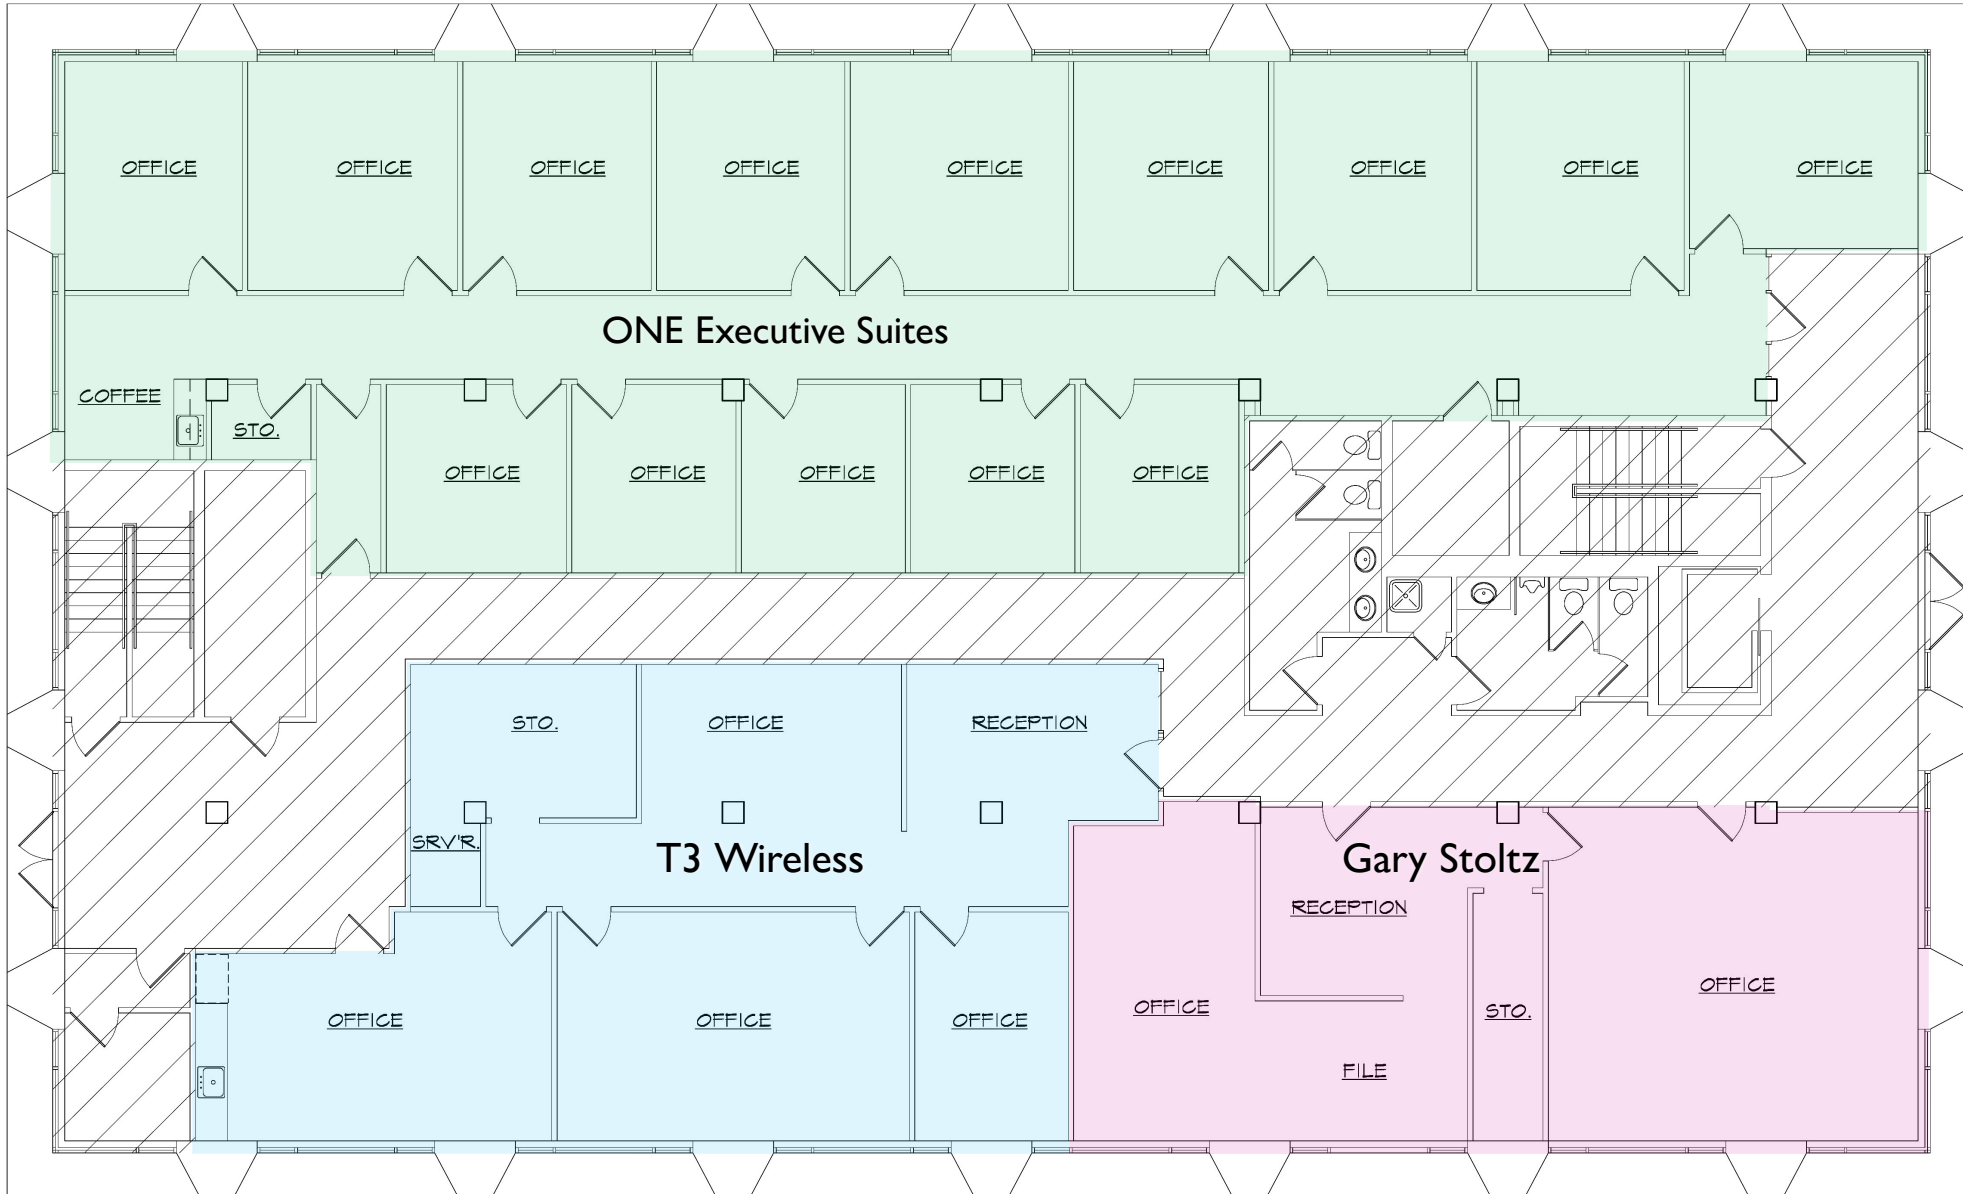 OFFICE OFFICE OFFICE OFFICE OFFICE OFFICE OFFICE OFFICE OFFICE
ONE Executive Suites
COFFEE
STO.
OFFICE OFFICE OFFICE OFFICE OFFICE
STO. OFFICE RECEPTION
SRV'R.
T3 Wireless
Gary Stoltz
RECEPTION
OFFICE
OFFICE
STO.
OFFICE OFFICE OFFICE
FILE